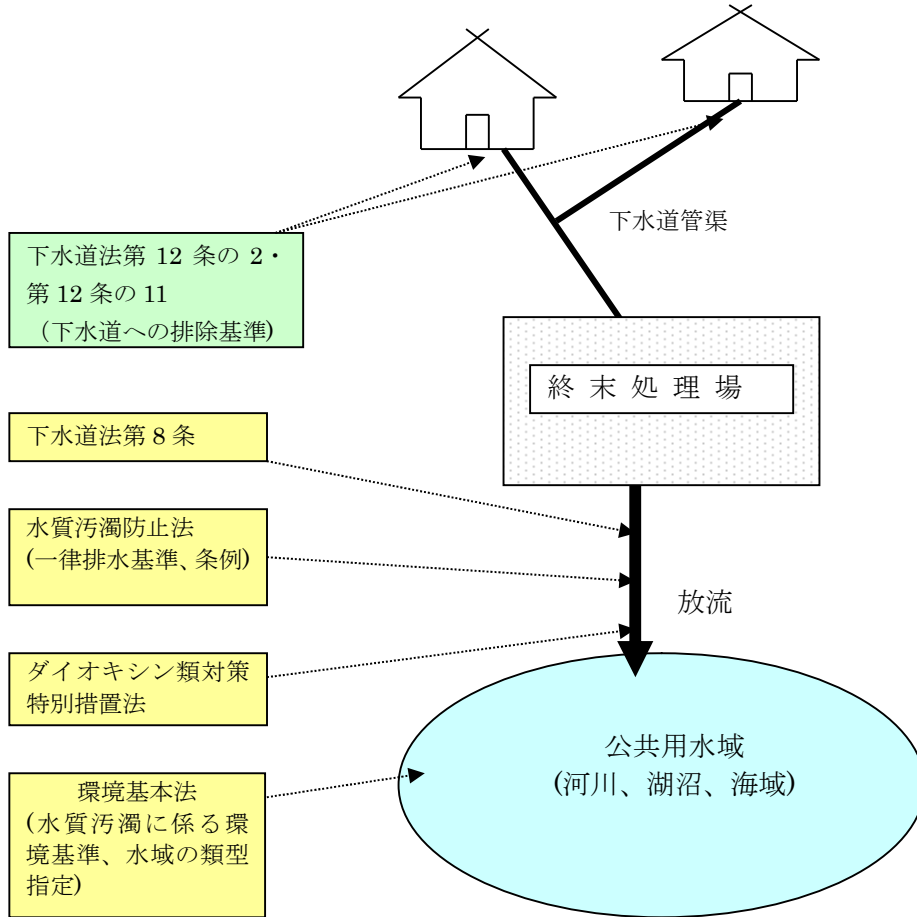 下水道管渠
下水道法第 12 条の 2・
第 12 条の 11
(下水道への排除基準)
終 末 処 理 場
下水道法第 8 条
水質汚濁防止法
(一律排水基準、条例)
放流
ダイオキシン類対策
特別措置法
公共用水域
(河川、湖沼、海域)
環境基本法
(水質汚濁に係る環
境基準、水域の類型
指定)